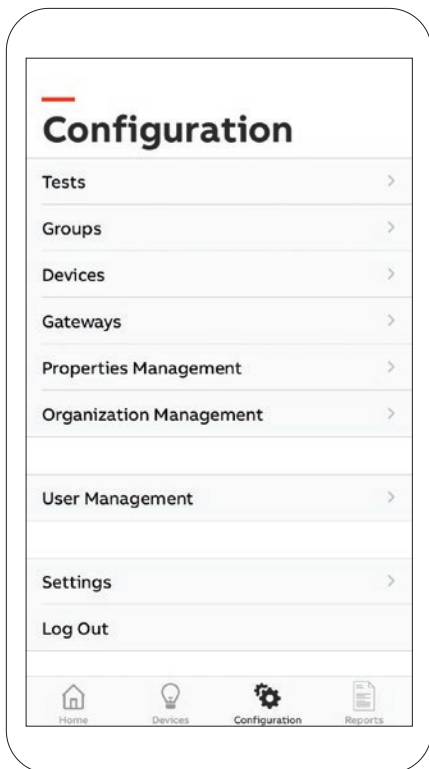 Configuration
Tests
Groups
Devices
Gateways
Properties Management
Organization Management
User Management
Settings
Log Out
Home Devices Configuration Reports